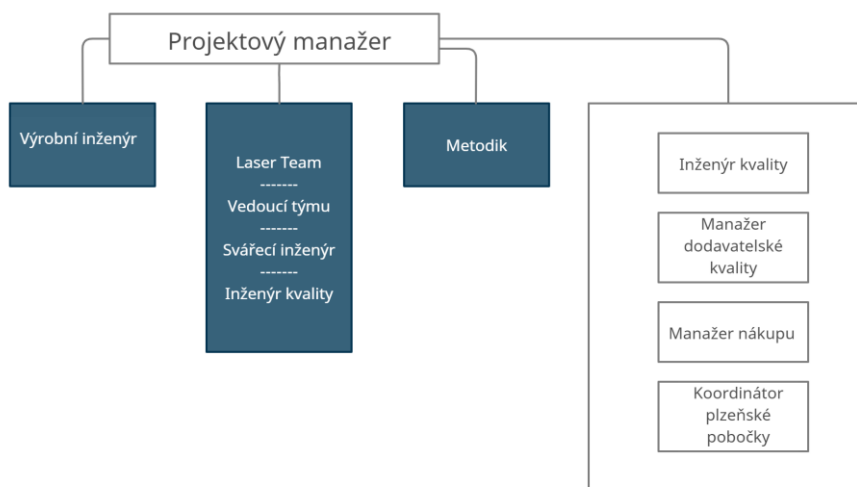 Projektový manažer
Výrobní inženýr
Laser Team
-------
Vedoucí týmu
-------
Svářecí inženýr
-------
Inženýr kvality
Metodik
Inženýr kvality
Manažer
dodavatelské
kvality
Manažer nákupu
Koordinátor
plzeňské
pobočky